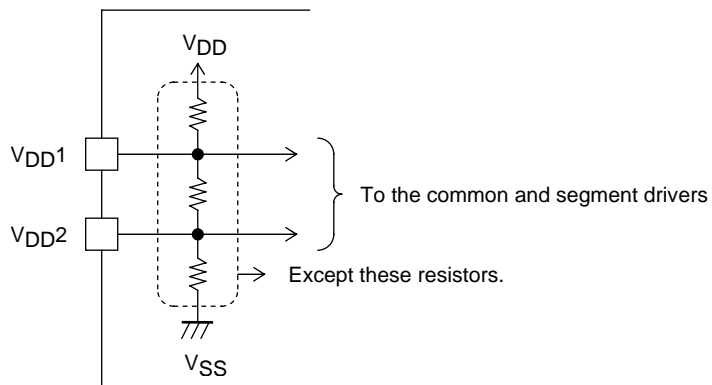 VDD
VDD1
To the common and segment drivers
VDD2
Except these resistors.
VSS